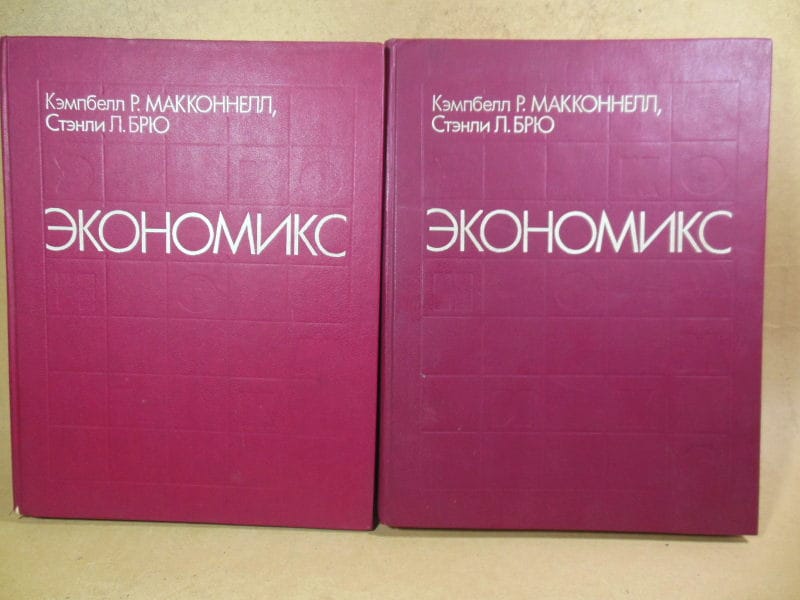 Кэмпбелл Р. МАККОННЕЛЛ,
Стэнли Л. БРЮ
ЭКОНОМИКС
Кэмпбелл Р. МАККОННЕЛЛ,
Стэнли Л. БРЮ
ЭКОНОМИКС